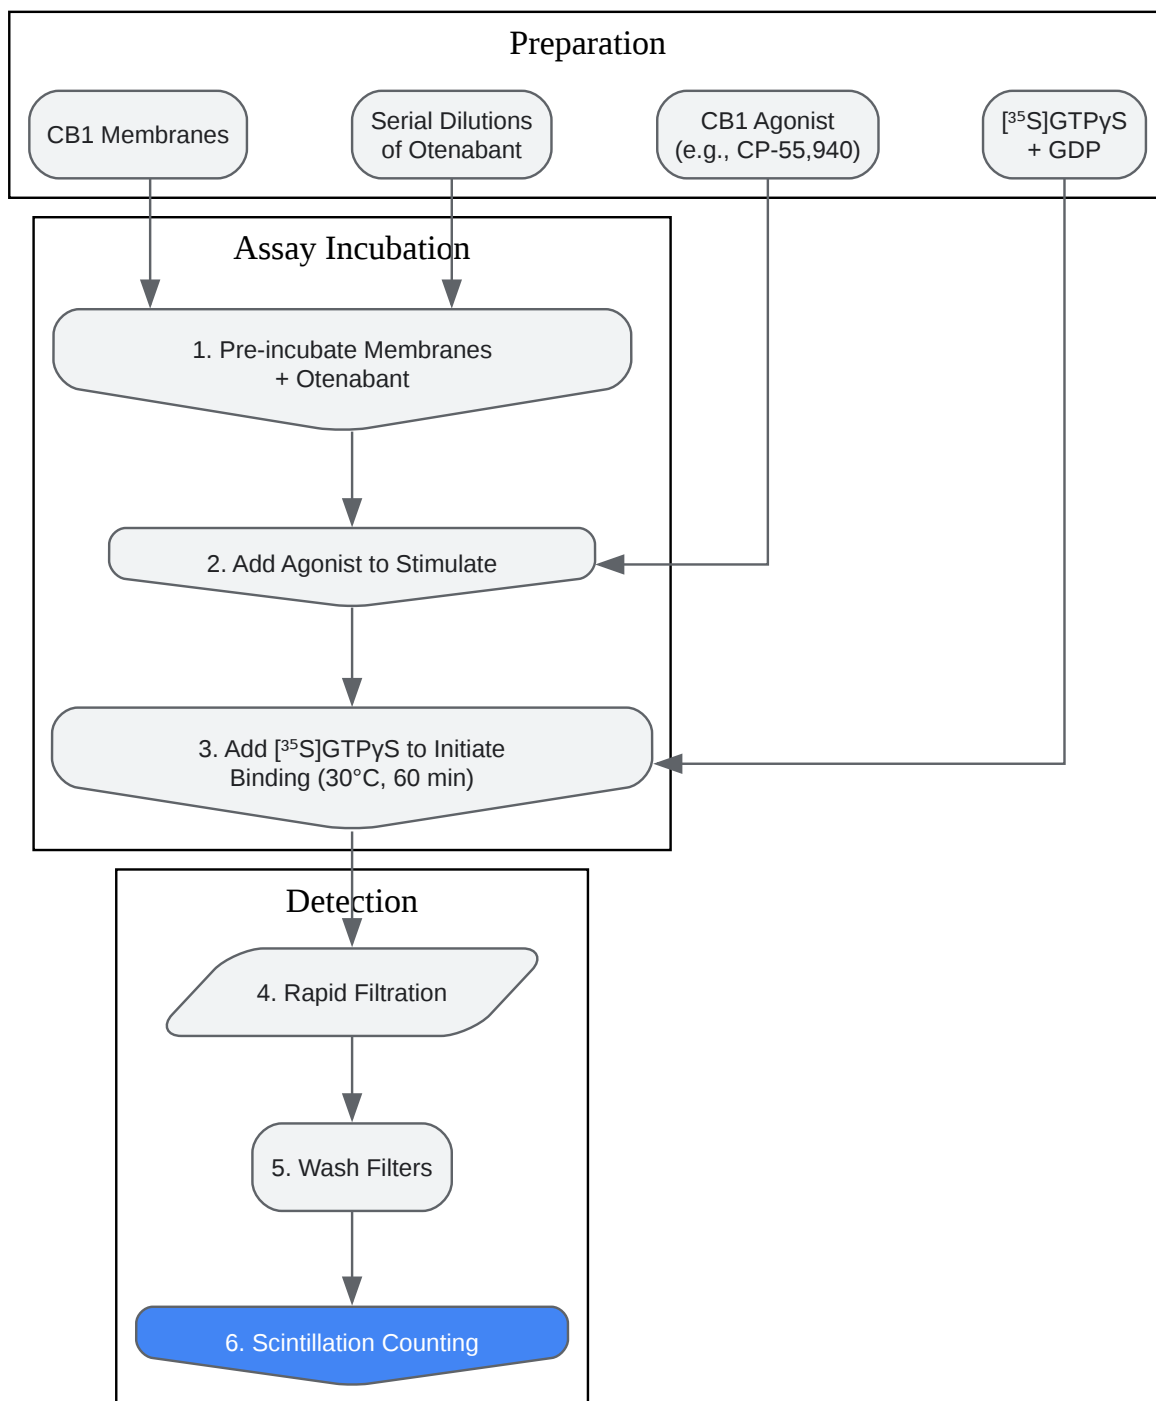 Preparation
CB1 Membranes
Serial Dilutions
of Otenabant
CB1 Agonist
(e.g., CP-55,940)
[³⁵S]GTPγS
+ GDP
Assay Incubation
1. Pre-incubate Membranes
+ Otenabant
2. Add Agonist to Stimulate
3. Add [³⁵S]GTPγS to Initiate
Binding (30°C, 60 min)
Detection
4. Rapid Filtration
5. Wash Filters
6. Scintillation Counting